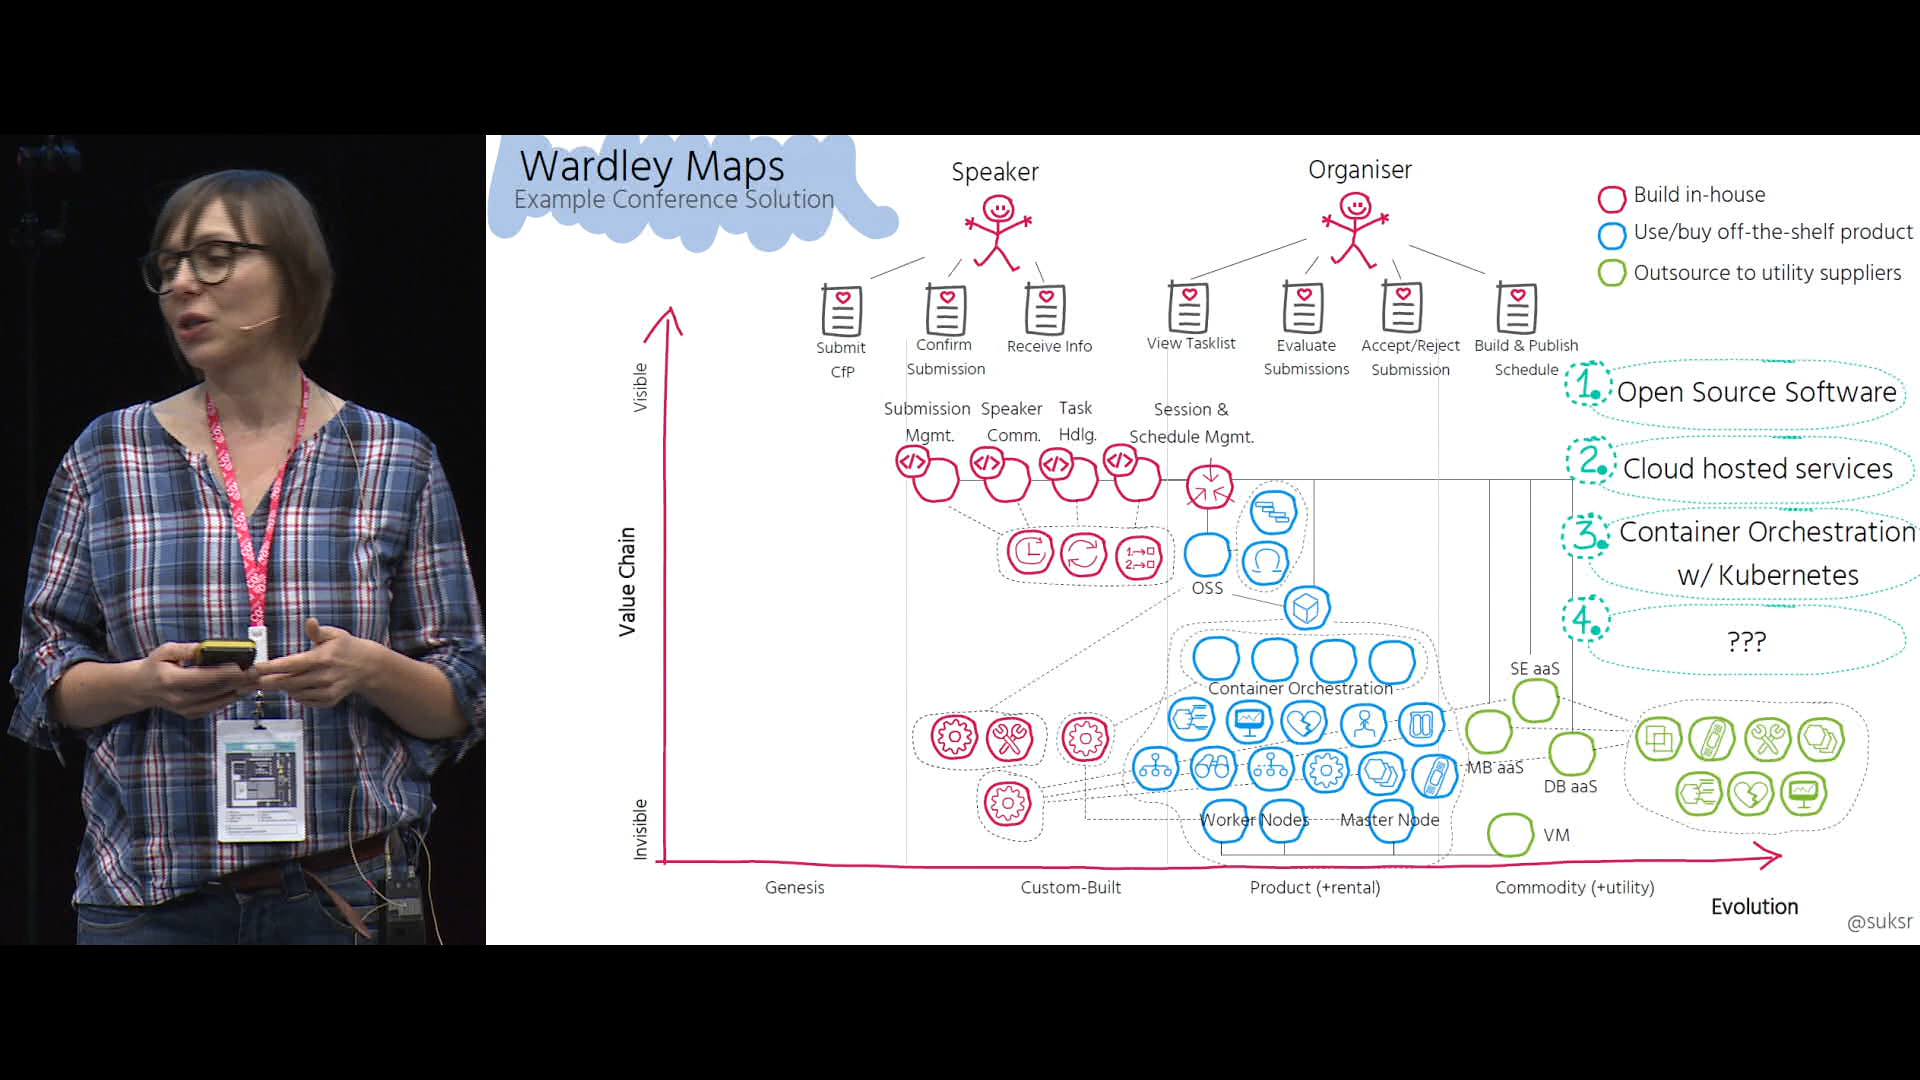 Wardley Maps
Example Conference Solution
Speaker
Organiser
Build in-house
Use/buy off-the-shelf product
Outsource to utility suppliers
Submit
CfP
Confirm
Submission
Receive Info
View Tasklist
Evaluate
Submissions
Accept/Reject
Submission
Build & Publish
Schedule
Visible
Value Chain
Invisible
Submission
Mgmt.
Speaker
Comm.
Task
Hdlg.
Session &
Schedule Mgmt.
</>
</>
</>
</>
1.→□
2.→□
OSS
Container Orchestration
SE aaS
MB aaS
DB aaS
Worker Nodes
Master Node
VM
1. Open Source Software
2. Cloud hosted services
3. Container Orchestration
w/ Kubernetes
4. ???
Genesis
Custom-Built
Product (+rental)
Commodity (+utility)
Evolution
@suksr